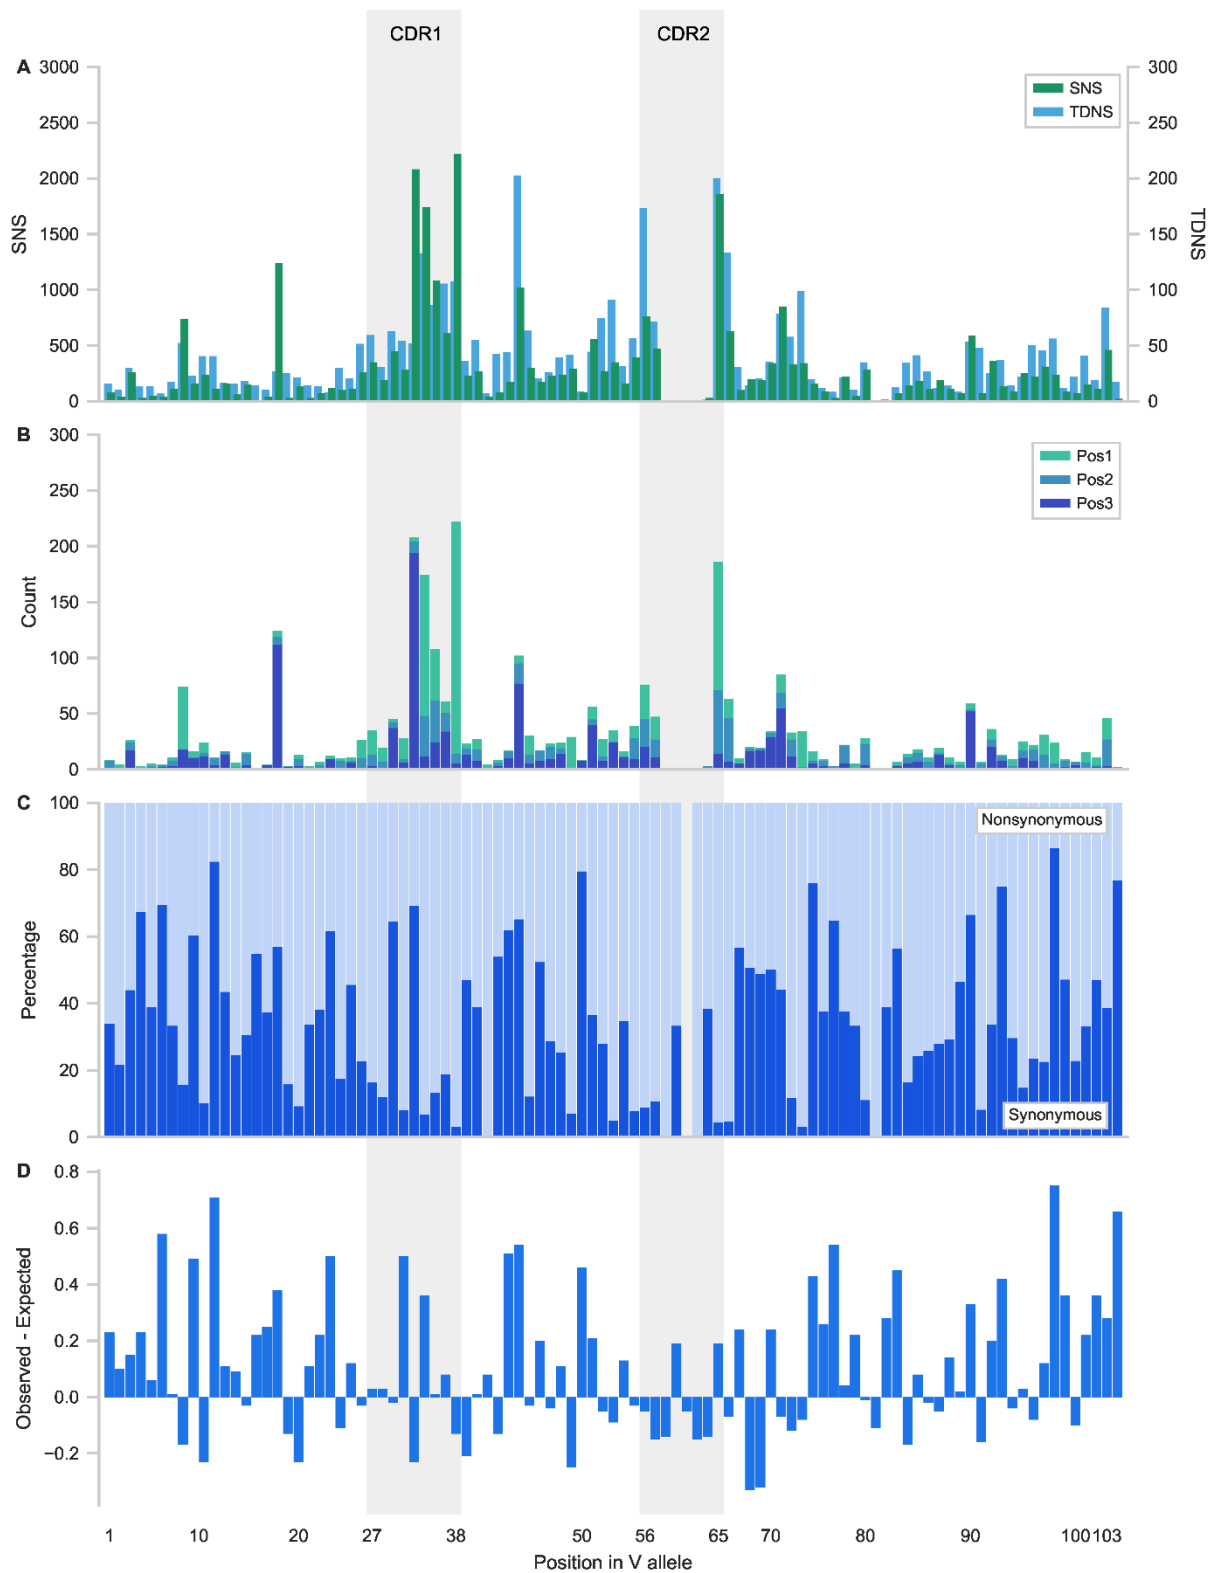 CDR1 CDR2
A 3000 300
SNS
TDNS
2500 250
2000 200
SNS TDNS
1500 150
1000 100
500 50
0 0
B 300
Pos1
Pos2
Pos3
250
200
Count
150
100
50
0
100 C
Nonsynonymous
80
60
Percentage
40
20
Synonymous
0
D 0.8
0.6
0.4
Observed - Expected
0.2
0.0
−0.2
1 10 20 27 38 50 56 65 70 80 90 100 103
Position in V allele